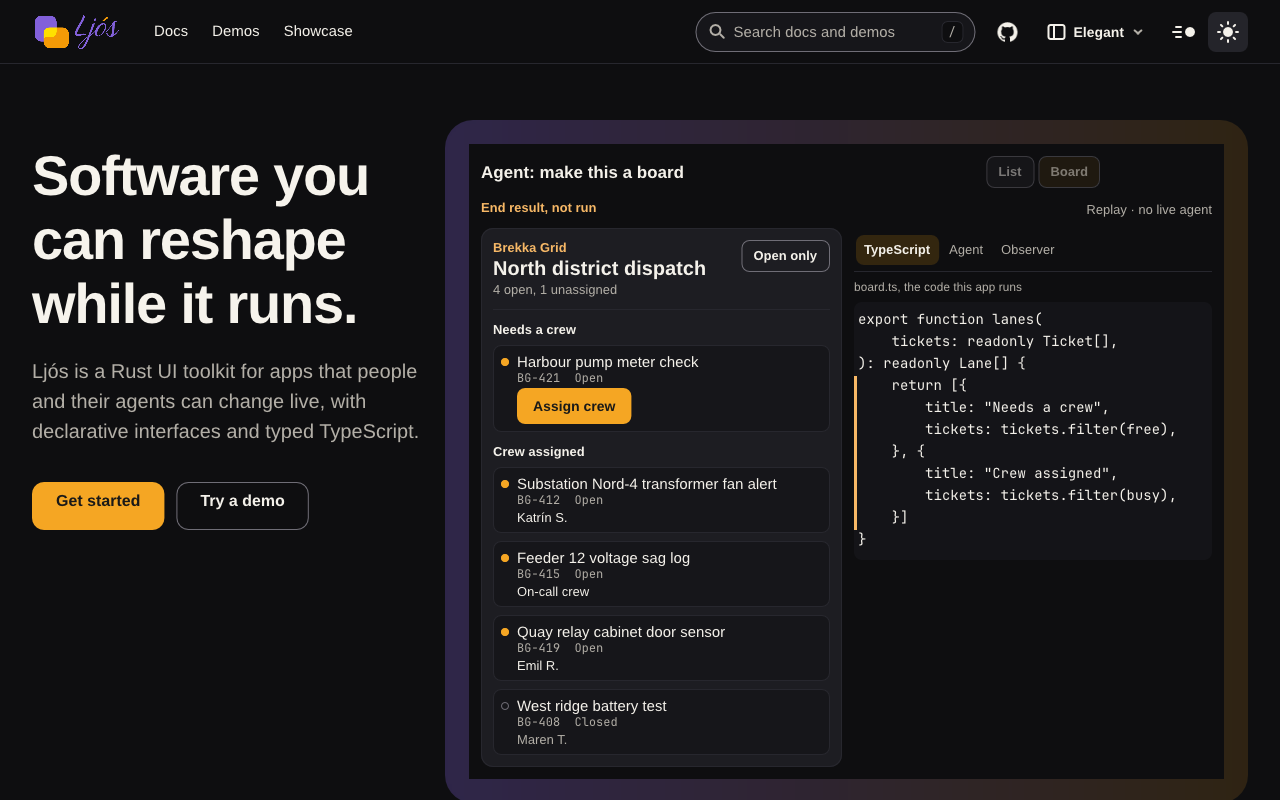 Ljós
Docs
Demos
Showcase
Search docs and demos
/
Elegant
Software you
can reshape
while it runs.
Ljós is a Rust UI toolkit for apps that people
and their agents can change live, with
declarative interfaces and typed TypeScript.
Get started
Try a demo
Agent: make this a board
List
Board
End result, not run
Replay · no live agent
Brekka Grid
North district dispatch
4 open, 1 unassigned
Open only
Needs a crew
Harbour pump meter check
BG-421 Open
Assign crew
Crew assigned
Substation Nord-4 transformer fan alert
BG-412 Open
Katrín S.
Feeder 12 voltage sag log
BG-415 Open
On-call crew
Quay relay cabinet door sensor
BG-419 Open
Emil R.
West ridge battery test
BG-408 Closed
Maren T.
TypeScript
Agent
Observer
board.ts, the code this app runs
export function lanes(
    tickets: readonly Ticket[],
): readonly Lane[] {
    return [{
        title: "Needs a crew",
        tickets: tickets.filter(free),
    }, {
        title: "Crew assigned",
        tickets: tickets.filter(busy),
    }]
}